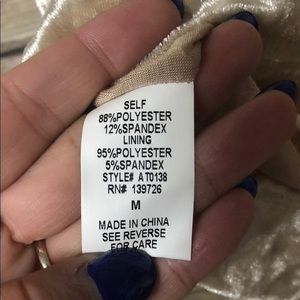 SELF
88%POLYESTER
12%SPANDEX
LINING
95%POLYESTER
5%SPANDEX
STYLE# AT0138
RN# 139726
M
MADE IN CHINA
SEE REVERSE
FOR CARE